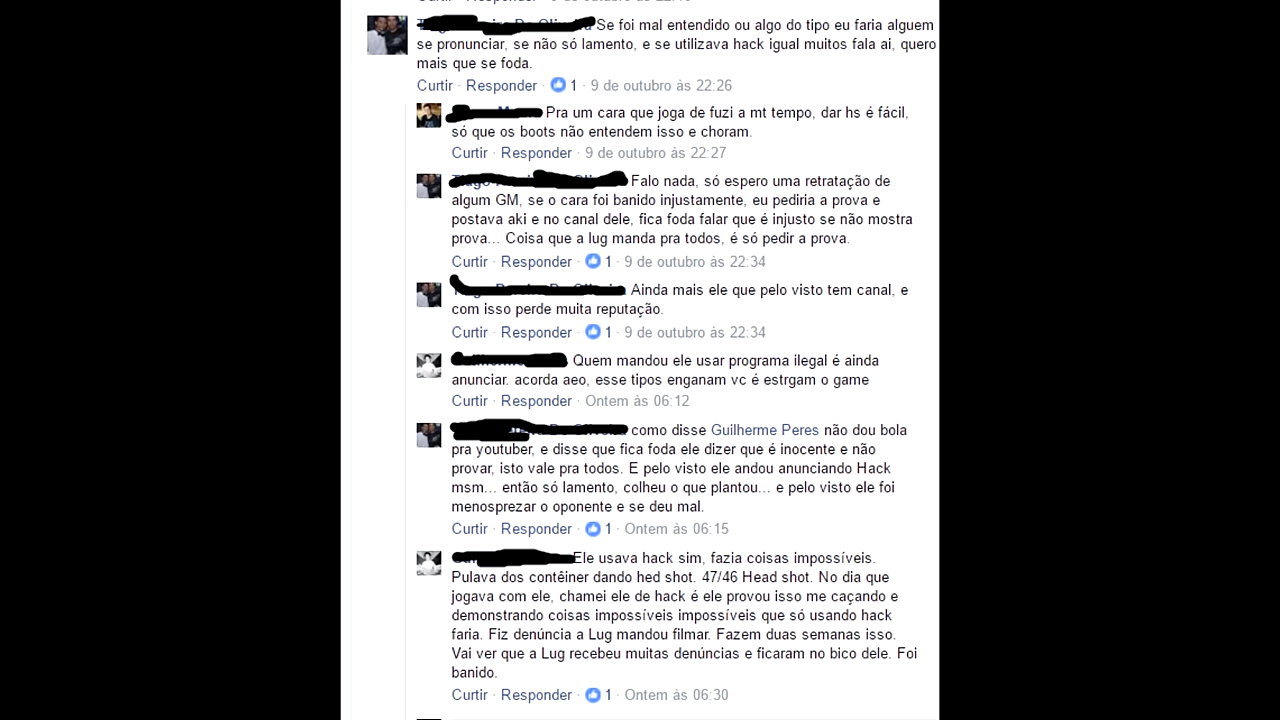 Se foi mal entendido ou algo do tipo eu faria alguem
se pronunciar, se não só lamento, e se utilizava hack igual muitos fala ai, quero
mais que se foda.
Curtir · Responder · 1 · 9 de outubro às 22:26
Pra um cara que joga de fuzi a mt tempo, dar hs é fácil,
só que os boots não entendem isso e choram.
Curtir · Responder · 9 de outubro às 22:27
Falo nada, só espero uma retratação de
algum GM, se o cara foi banido injustamente, eu pediria a prova e
postava aki e no canal dele, fica foda falar que é injusto se não mostra
prova... Coisa que a lug manda pra todos, é só pedir a prova.
Curtir · Responder · 1 · 9 de outubro às 22:34
Ainda mais ele que pelo visto tem canal, e
com isso perde muita reputação.
Curtir · Responder · 1 · 9 de outubro às 22:34
Quem mandou ele usar programa ilegal é ainda
anunciar. acorda aeo, esse tipos enganam vc é estrgam o game
Curtir · Responder · Ontem às 06:12
como disse Guilherme Peres não dou bola
pra youtuber, e disse que fica foda ele dizer que é inocente e não
provar, isto vale pra todos. E pelo visto ele andou anunciando Hack
msm... então só lamento, colheu o que plantou... e pelo visto ele foi
menosprezar o oponente e se deu mal.
Curtir · Responder · 1 · Ontem às 06:15
Ele usava hack sim, fazia coisas impossíveis.
Pulava dos contêiner dando hed shot. 47/46 Head shot. No dia que
jogava com ele, chamei ele de hack é ele provou isso me caçando e
demonstrando coisas impossíveis impossíveis que só usando hack
faria. Fiz denúncia a Lug mandou filmar. Fazem duas semanas isso.
Vai ver que a Lug recebeu muitas denúncias e ficaram no bico dele. Foi
banido.
Curtir · Responder · 1 · Ontem às 06:30